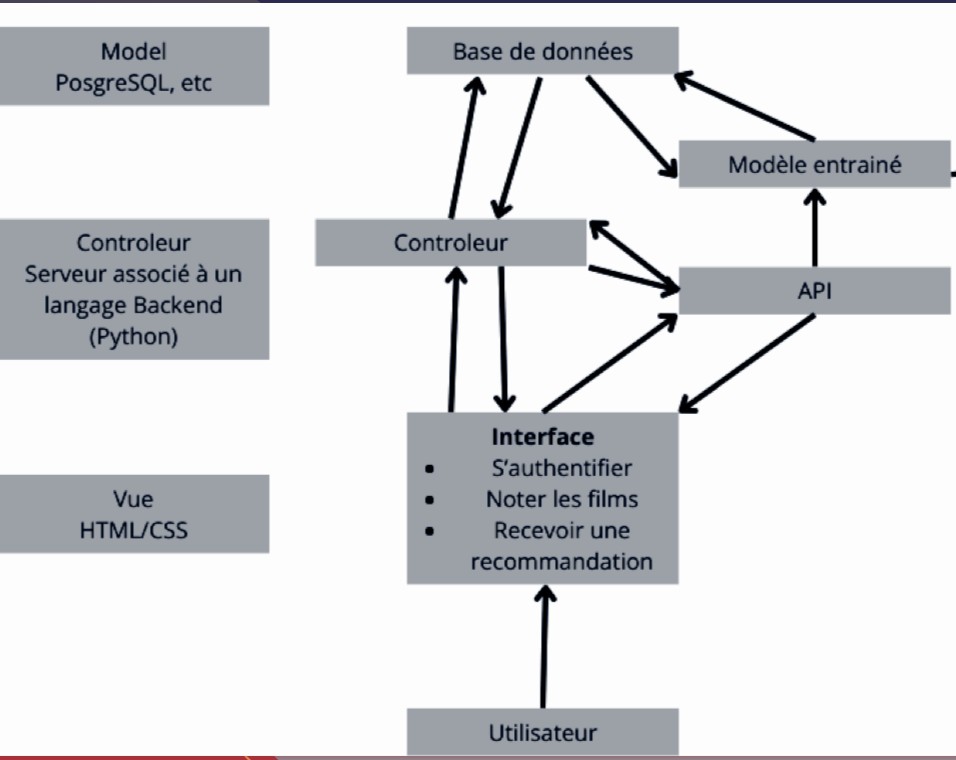 Model
PosgreSQL, etc
Base de données
Modèle entrainé
Controleur
Serveur associé à un
langage Backend
(Python)
Controleur
API
Interface
• S'authentifier
• Noter les films
• Recevoir une
recommandation
Vue
HTML/CSS
Utilisateur